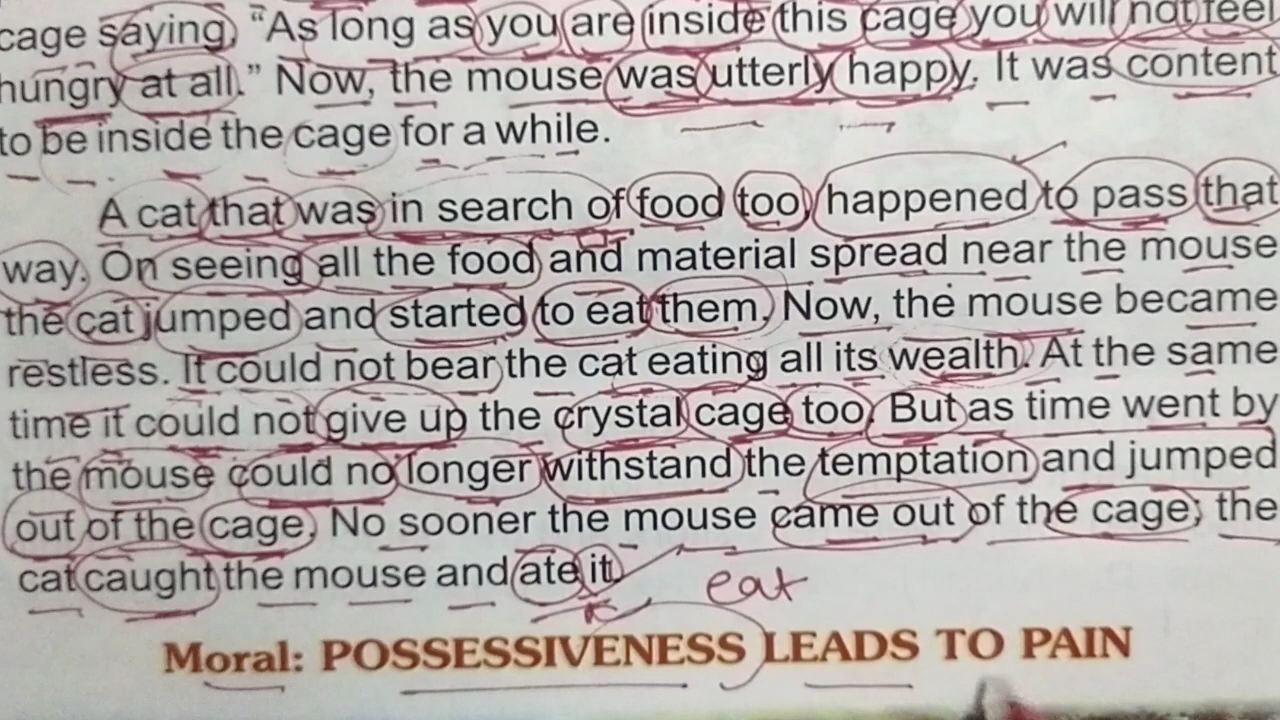 cage saying, "As long as you are inside this cage you will not feel
hungry at all." Now, the mouse was utterly happy. It was content
to be inside the cage for a while.
A cat that was in search of food too, happened to pass that
way. On seeing all the food and material spread near the mouse
the cat jumped and started to eat them. Now, the mouse became
restless. It could not bear the cat eating all its wealth. At the same
time it could not give up the crystal cage too. But as time went by
the mouse could no longer withstand the temptation and jumped
out of the cage. No sooner the mouse came out of the cage; the
cat caught the mouse and ate it.
eat
Moral: POSSESSIVENESS LEADS TO PAIN